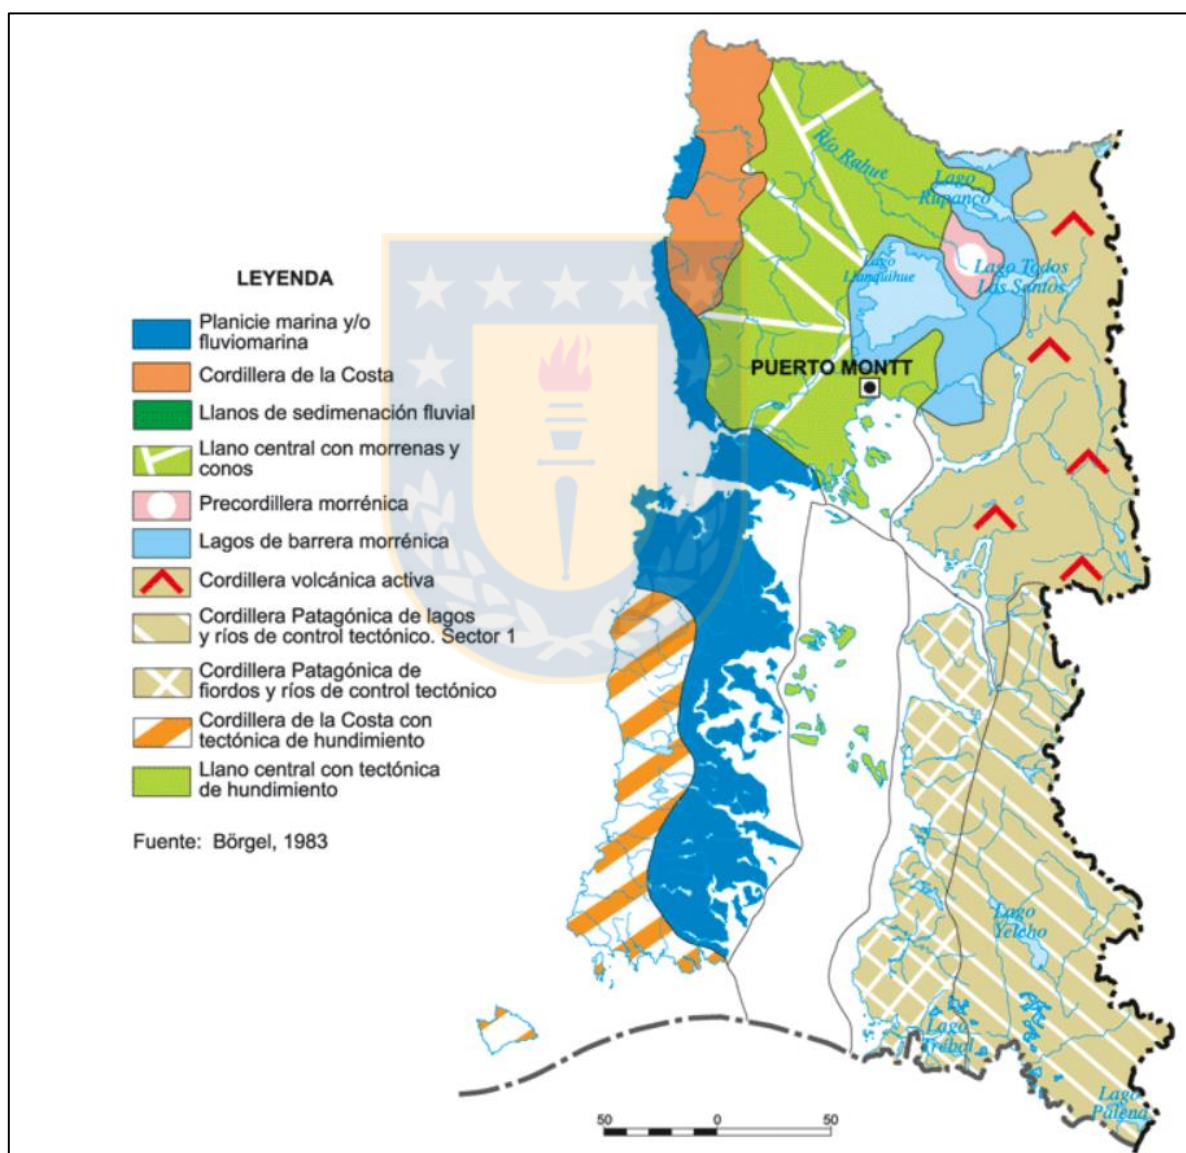 LEYENDA
Planicie marina y/o
fluviomarina
Cordillera de la Costa
Llanos de sedimenación fluvial
Llano central con morrenas y
conos
Precordillera morrénica
Lagos de barrera morrénica
Cordillera volcánica activa
Cordillera Patagónica de lagos
y ríos de control tectónico. Sector 1
Cordillera Patagónica de
fiordos y ríos de control tectónico
Cordillera de la Costa con
tectónica de hundimiento
Llano central con tectónica
de hundimiento
Fuente: Börgel, 1983
Río Rahue
Lago
Rupanco
Lago
Llanquihue
Lago Todos
Los Santos
PUERTO MONTT
Lago
Yelcho
Lago
Trébol
Lago
Palena
50 0 50